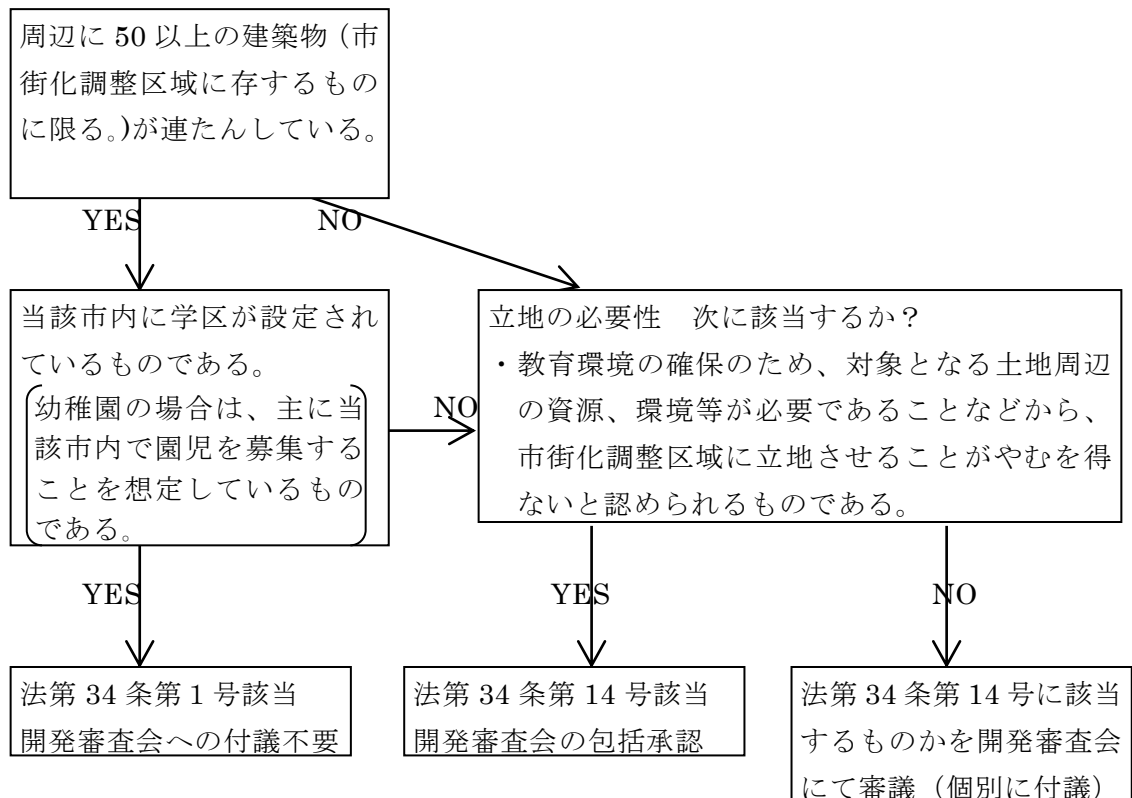 周辺に 50 以上の建築物（市
街化調整区域に存するもの
に限る。)が連たんしている。
YES
NO
当該市内に学区が設定され
ているものである。
幼稚園の場合は、主に当
該市内で園児を募集する
ことを想定しているもの
である。
NO
立地の必要性　次に該当するか？
・教育環境の確保のため、対象となる土地周辺
の資源、環境等が必要であることなどから、
市街化調整区域に立地させることがやむを得
ないと認められるものである。
YES
YES
NO
法第 34 条第 1 号該当
開発審査会への付議不要
法第 34 条第 14 号該当
開発審査会の包括承認
法第 34 条第 14 号に該当
するものかを開発審査会
にて審議（個別に付議）